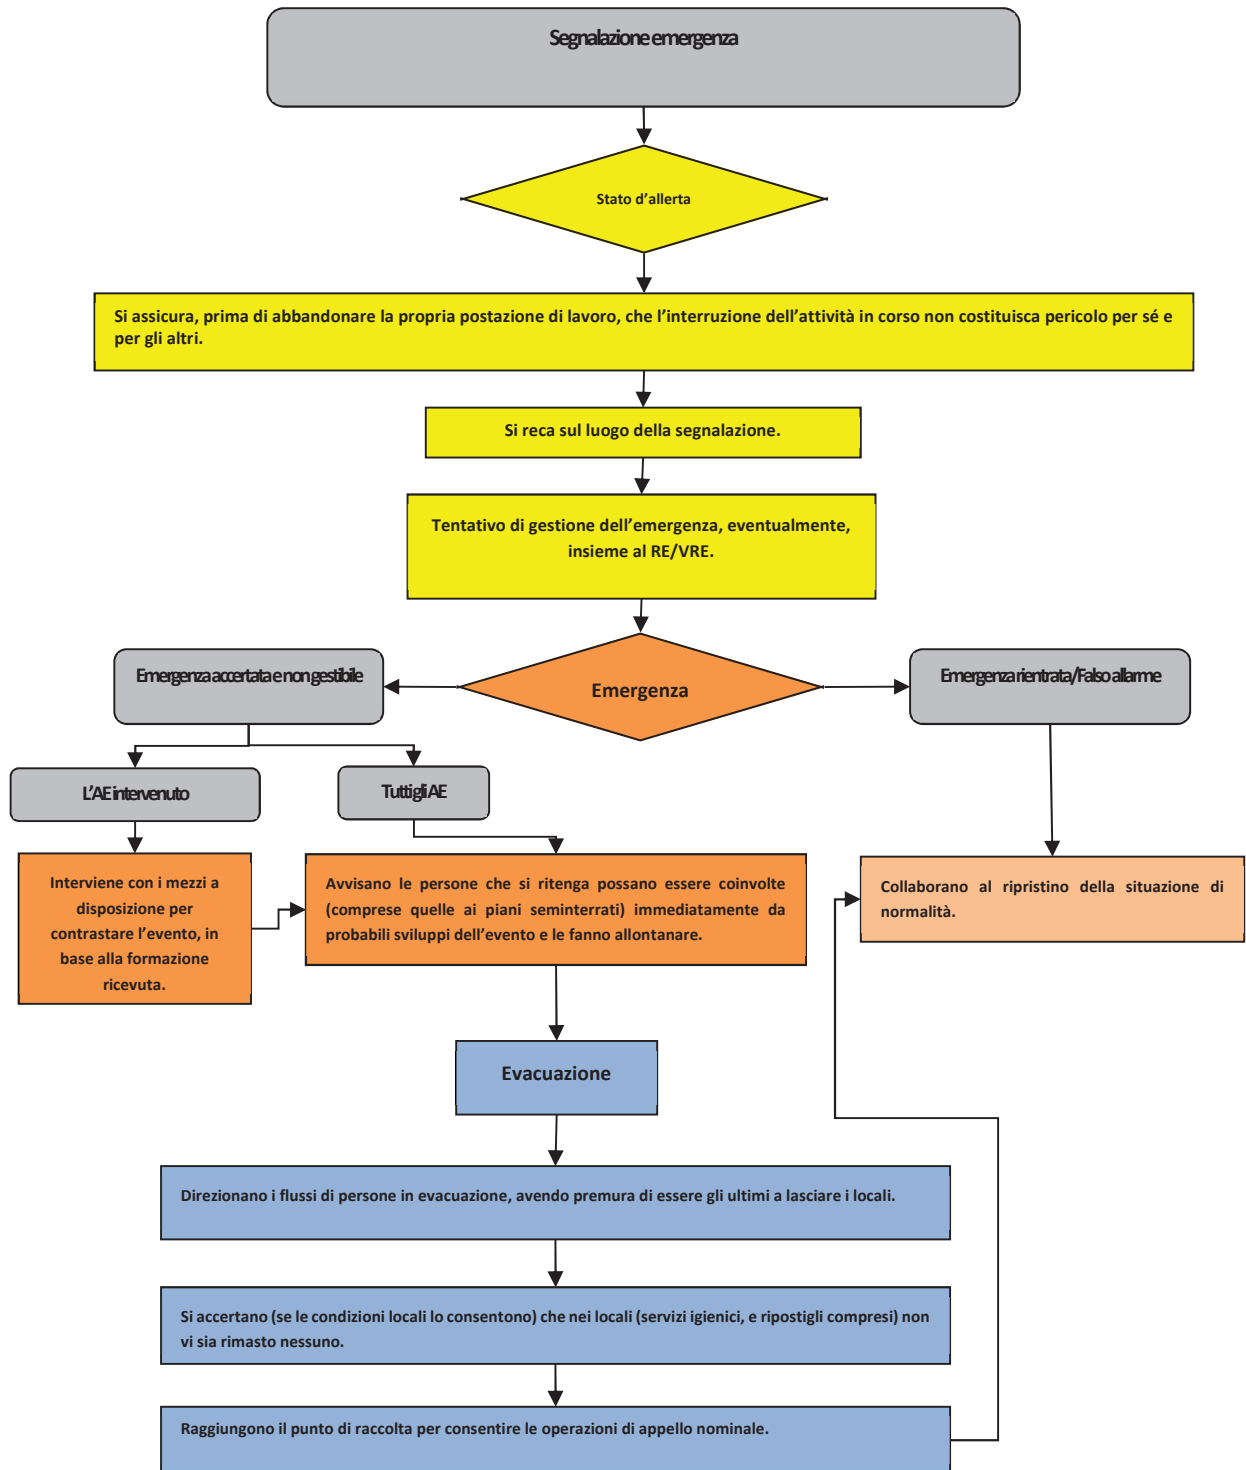 Segnalazione emergenza
Stato d'allerta
Si assicura, prima di abbandonare la propria postazione di lavoro, che l'interruzione dell'attività in corso non costituisca pericolo per sé e
per gli altri.
Si reca sul luogo della segnalazione.
Tentativo di gestione dell'emergenza, eventualmente,
insieme al RE/VRE.
Emergenza accertata e non gestibile
Emergenza
Emergenza rientrata/Falso allarme
L'AE intervenuto
Tutti gli AE
Interviene con i mezzi a
disposizione per
contrastare l'evento, in
base alla formazione
ricevuta.
Avvisano le persone che si ritenga possano essere coinvolte
(comprese quelle ai piani seminterrati) immediatamente da
probabili sviluppi dell'evento e le fanno allontanare.
Collaborano al ripristino della situazione di
normalità.
Evacuazione
Direzionano i flussi di persone in evacuazione, avendo premura di essere gli ultimi a lasciare i locali.
Si accertano (se le condizioni locali lo consentono) che nei locali (servizi igienici, e ripostigli compresi) non
vi sia rimasto nessuno.
Raggiungono il punto di raccolta per consentire le operazioni di appello nominale.